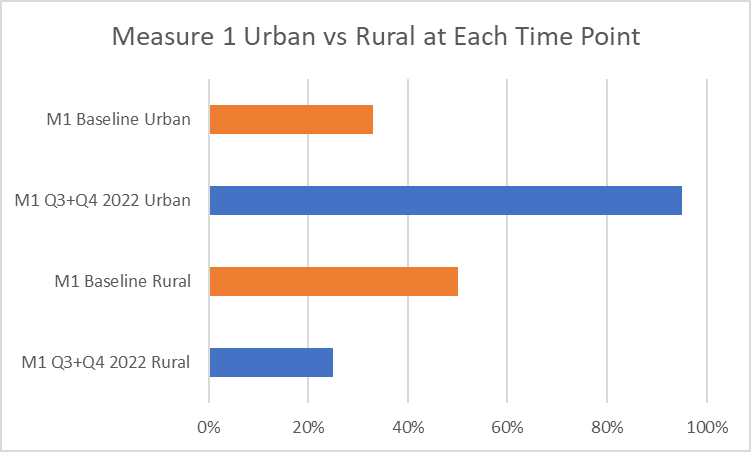 Measure 1 Urban vs Rural at Each Time Point
M1 Baseline Urban
M1 Q3+Q4 2022 Urban
M1 Baseline Rural
M1 Q3+Q4 2022 Rural
0% 20% 40% 60% 80% 100%